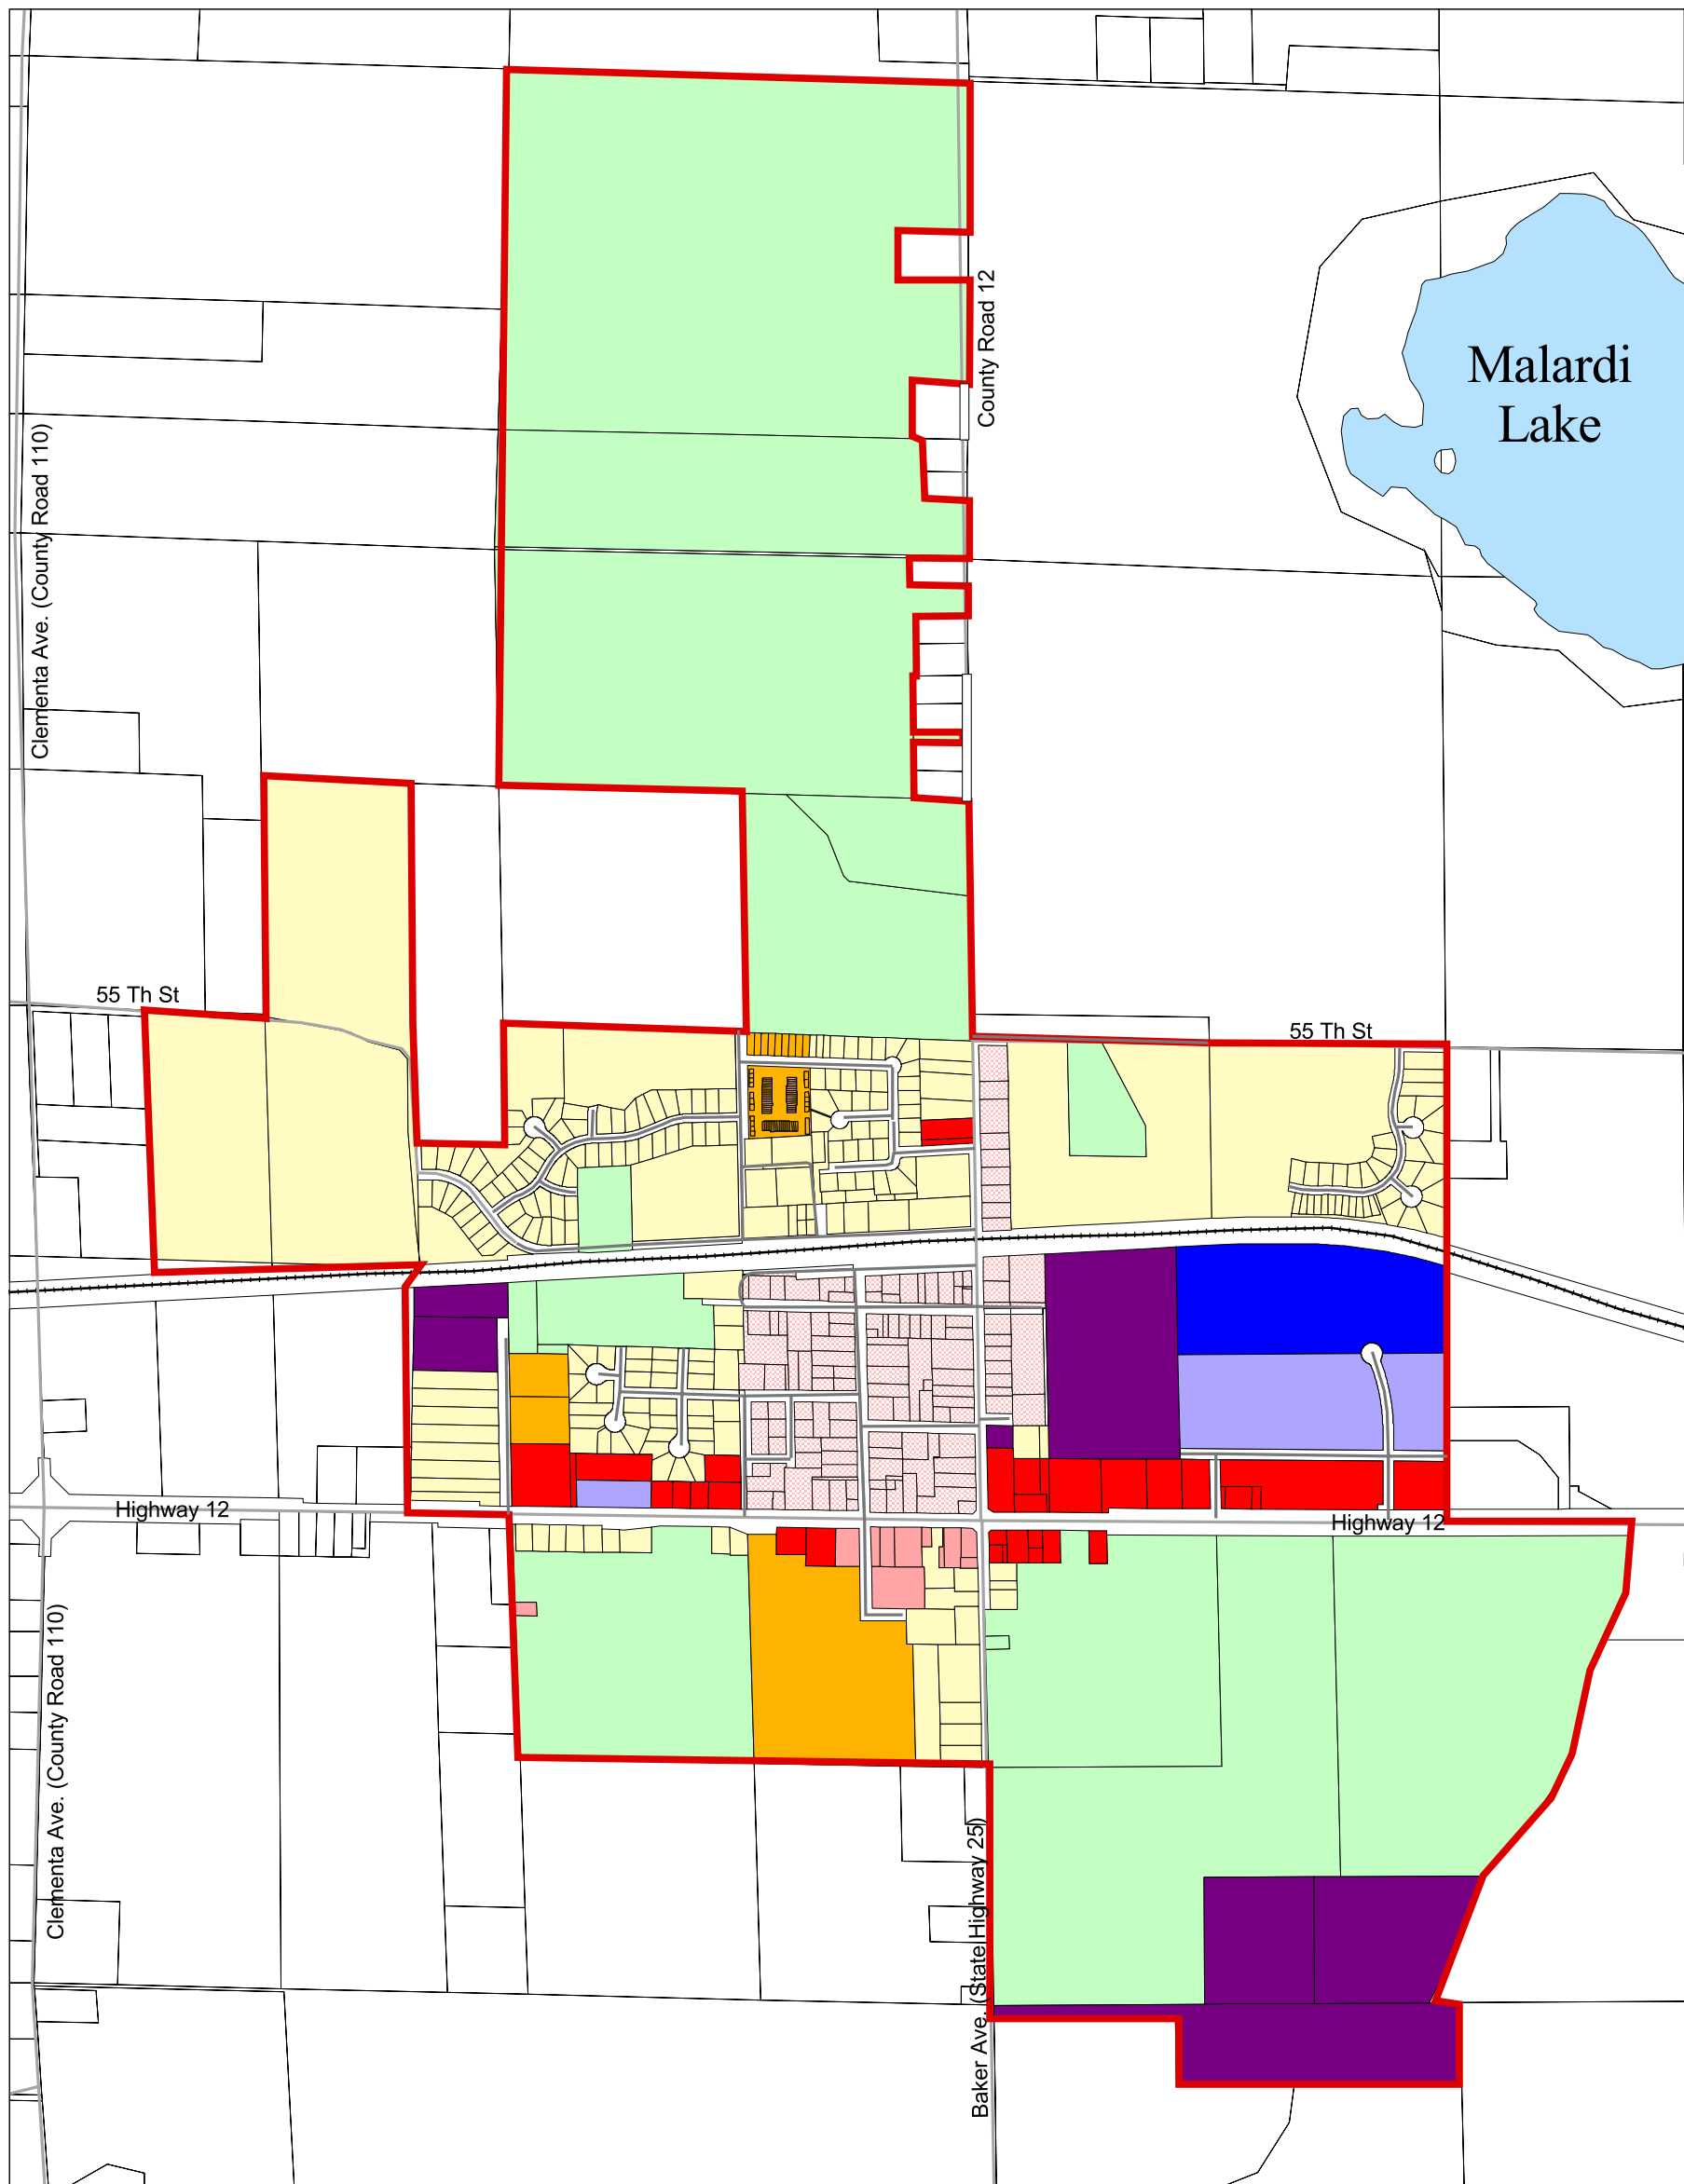 County Road 12
Malardi
Lake
Clementa Ave. (County Road 110)
55 Th St
55 Th St
Highway 12
Highway 12
Clementa Ave. (County Road 110)
Baker Ave. (State Highway 25)